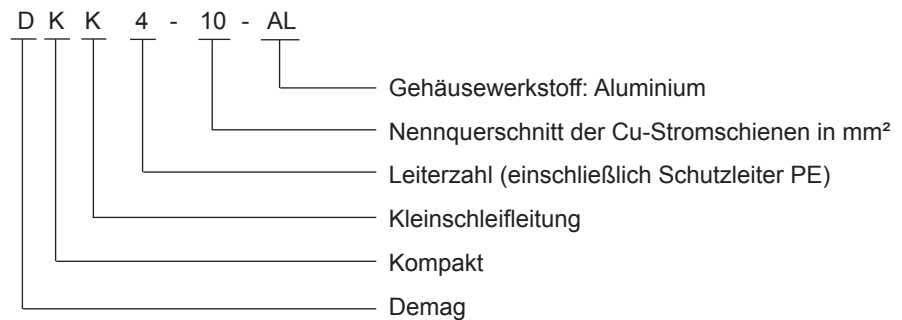 D K K 4 - 10 - AL
Gehäusewerkstoff: Aluminium
Nennquerschnitt der Cu-Stromschienen in mm²
Leiterzahl (einschließlich Schutzleiter PE)
Kleinschleifleitung
Kompakt
Demag